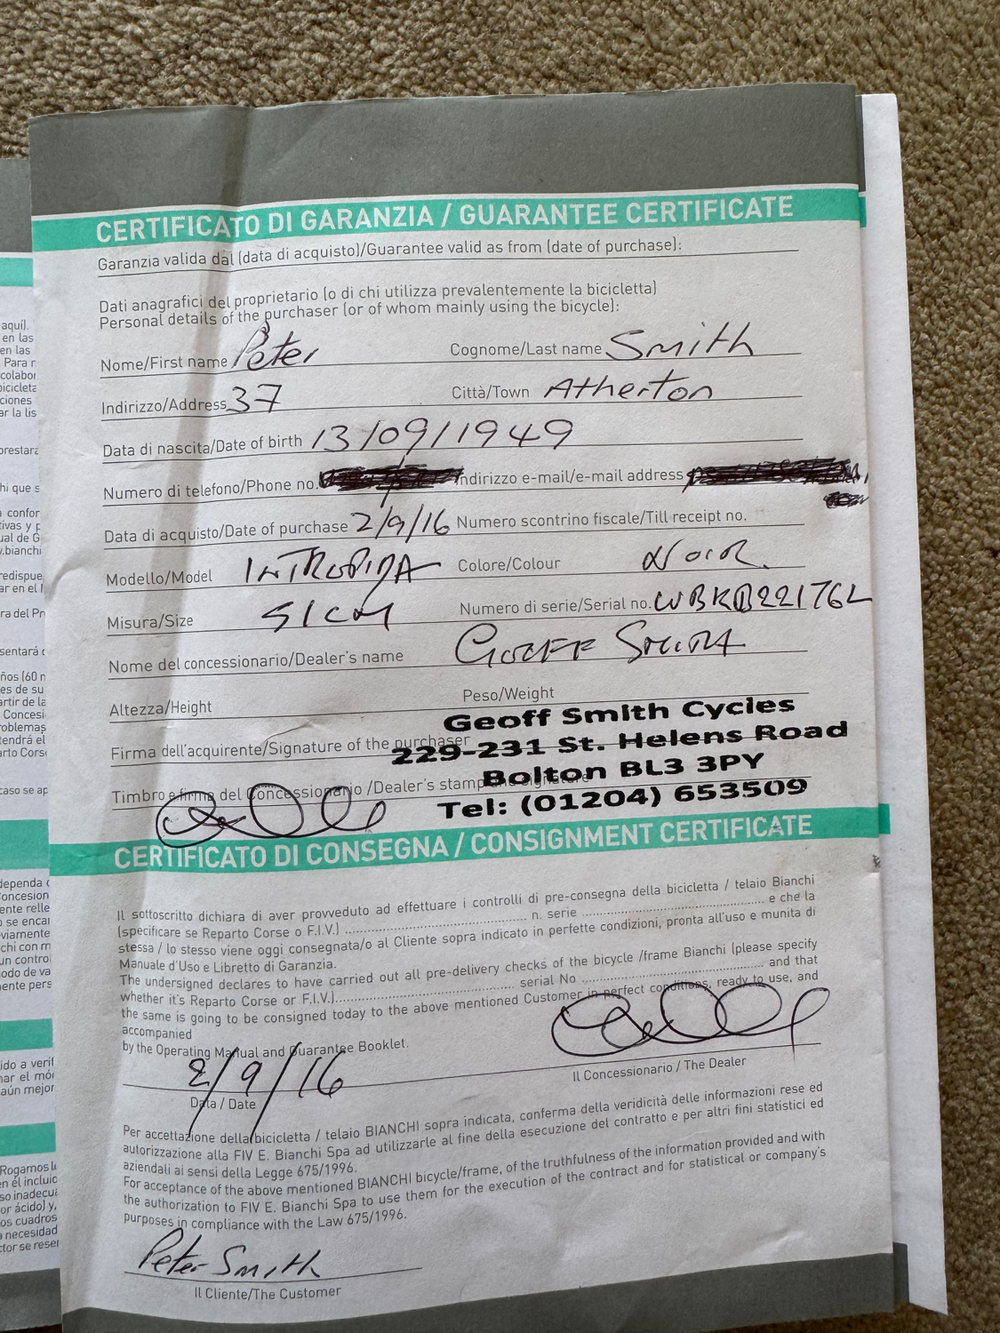 CERTIFICATO DI GARANZIA / GUARANTEE CERTIFICATE
Garanzia valida dal (data di acquisto)/Guarantee valid as from (date of purchase):
Dati anagrafici del proprietario (o di chi utilizza prevalentemente la bicicletta)
Personal details of the purchaser (or of whom mainly using the bicycle):
Nome/First name Peter Cognome/Last name Smith
Indirizzo/Address 37 Città/Town Atherton
Data di nascita/Date of birth 13/09/1949
Numero di telefono/Phone no. Indirizzo e-mail/e-mail address
Data di acquisto/Date of purchase 2/9/16 Numero scontrino fiscale/Till receipt no.
Modello/Model INTROPIDA Colore/Colour NOIR
Misura/Size 51CM Numero di serie/Serial no. WBKB22176L
Nome del concessionario/Dealer's name GOEFF SMITH
Altezza/Height Peso/Weight
Geoff Smith Cycles
Firma dell'acquirente/Signature of the purchaser
229-231 St. Helens Road
Bolton BL3 3PY
Timbro e firma del Concessionario /Dealer's stamp and signature
Tel: (01204) 653509
CERTIFICATO DI CONSEGNA / CONSIGNMENT CERTIFICATE
Il sottoscritto dichiara di aver provveduto ad effettuare i controlli di pre-consegna della bicicletta / telaio Bianchi
(specificare se Reparto Corse o F.I.V.) ........ n. serie ........ e che la
stessa / lo stesso viene oggi consegnata/o al Cliente sopra indicato in perfette condizioni, pronta all'uso e munita di
Manuale d'Uso e Libretto di Garanzia.
The undersigned declares to have carried out all pre-delivery checks of the bicycle /frame Bianchi (please specify
whether it's Reparto Corse or F.I.V.)........ serial No ........ and that
the same is going to be consigned today to the above mentioned Customer in perfect conditions, ready to use, and
accompanied
by the Operating Manual and Guarantee Booklet.
2/9/16
Data / Date
Il Concessionario / The Dealer
Per accettazione della bicicletta / telaio BIANCHI sopra indicata, conferma della veridicità delle informazioni rese ed
autorizzazione alla FIV E. Bianchi Spa ad utilizzarle al fine della esecuzione del contratto e per altri fini statistici ed
aziendali ai sensi della Legge 675/1996.
For acceptance of the above mentioned BIANCHI bicycle/frame, of the truthfulness of the information provided and with
the authorization to FIV E. Bianchi Spa to use them for the execution of the contract and for statistical or company's
purposes in compliance with the Law 675/1996.
Peter Smith
Il Cliente/The Customer